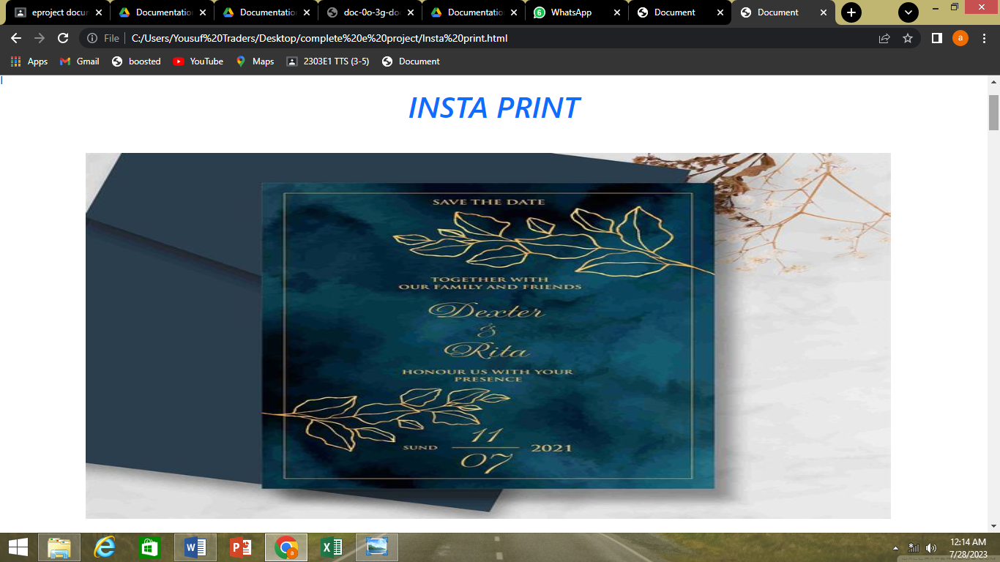 eproject docum
Documentatio
Documentatio
doc-0o-3g-doc
Documentatio
6
WhatsApp
Document
Document
File
C:/Users/Yousuf%20Traders/Desktop/complete%20e%20project/Insta%20print.html
a
Apps
Gmail
boosted
YouTube
Maps
2303E1 TTS (3-5)
Document
INSTA PRINT
SAVE THE DATE
TOGETHER WITH
OUR FAMILY AND FRIENDS
Dexter
&
Rita
HONOUR US WITH YOUR
PRESENCE
11
SUND
2021
07
12:14 AM
7/28/2023